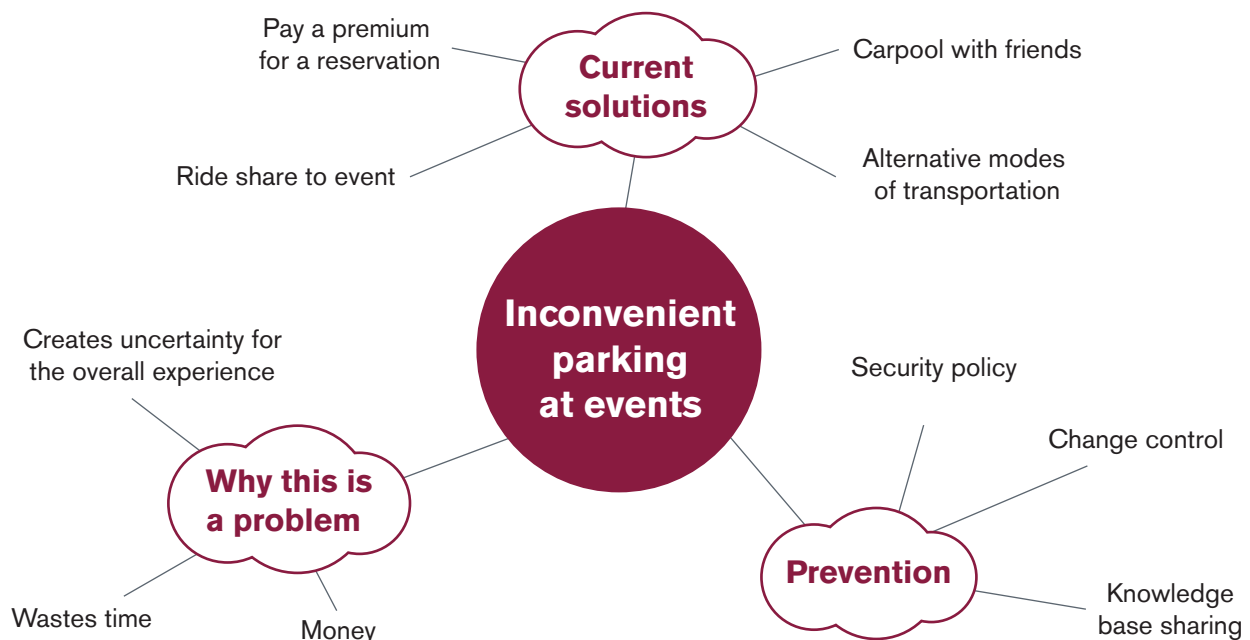 Pay a premium
for a reservation
Current
solutions
Carpool with friends
Ride share to event
Alternative modes
of transportation
Inconvenient
parking
at events
Creates uncertainty for
the overall experience
Why this is
a problem
Wastes time
Money
Security policy
Change control
Prevention
Knowledge
base sharing